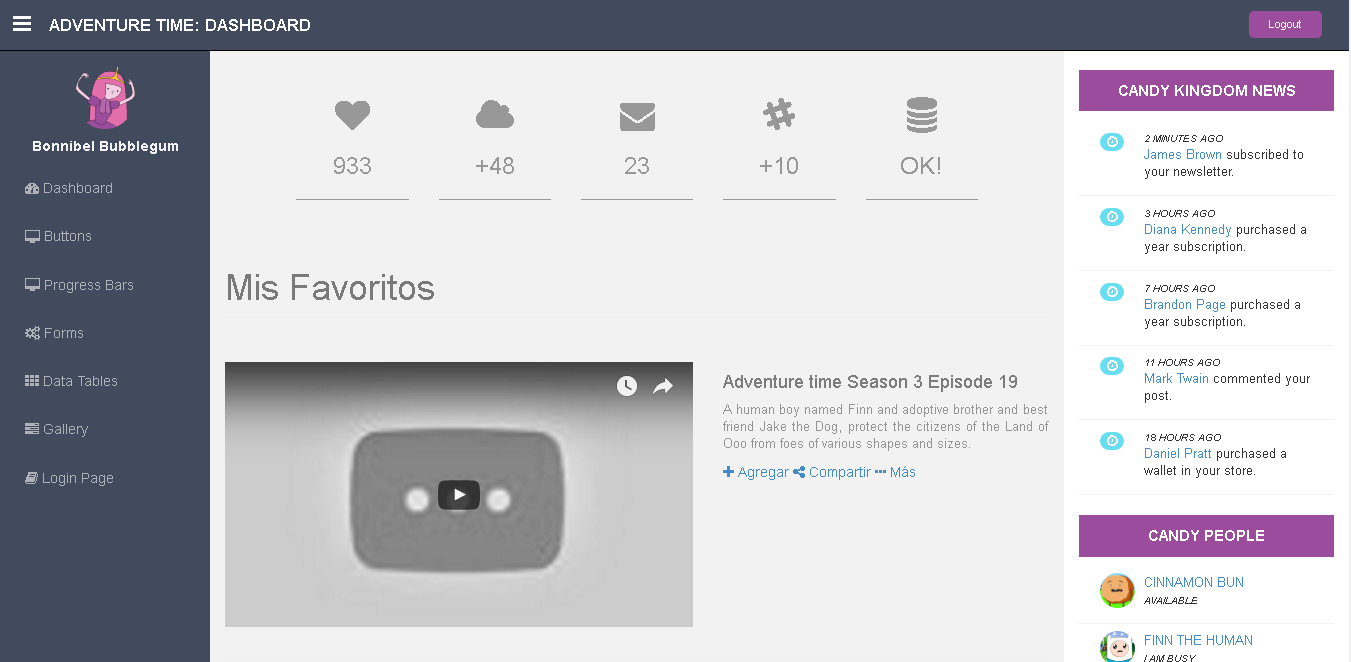 ADVENTURE TIME: DASHBOARD
Logout
Bonnibel Bubblegum
Dashboard
Buttons
Progress Bars
Forms
Data Tables
Gallery
Login Page
933
+48
23
+10
OK!
Mis Favoritos
Adventure time Season 3 Episode 19
A human boy named Finn and adoptive brother and best
friend Jake the Dog, protect the citizens of the Land of
Ooo from foes of various shapes and sizes.
Agregar Compartir Más
CANDY KINGDOM NEWS
2 MINUTES AGO
James Brown subscribed to
your newsletter.
3 HOURS AGO
Diana Kennedy purchased a
year subscription.
7 HOURS AGO
Brandon Page purchased a
year subscription.
11 HOURS AGO
Mark Twain commented your
post.
18 HOURS AGO
Daniel Pratt purchased a
wallet in your store.
CANDY PEOPLE
CINNAMON BUN
AVAILABLE
FINN THE HUMAN
I AM BUSY